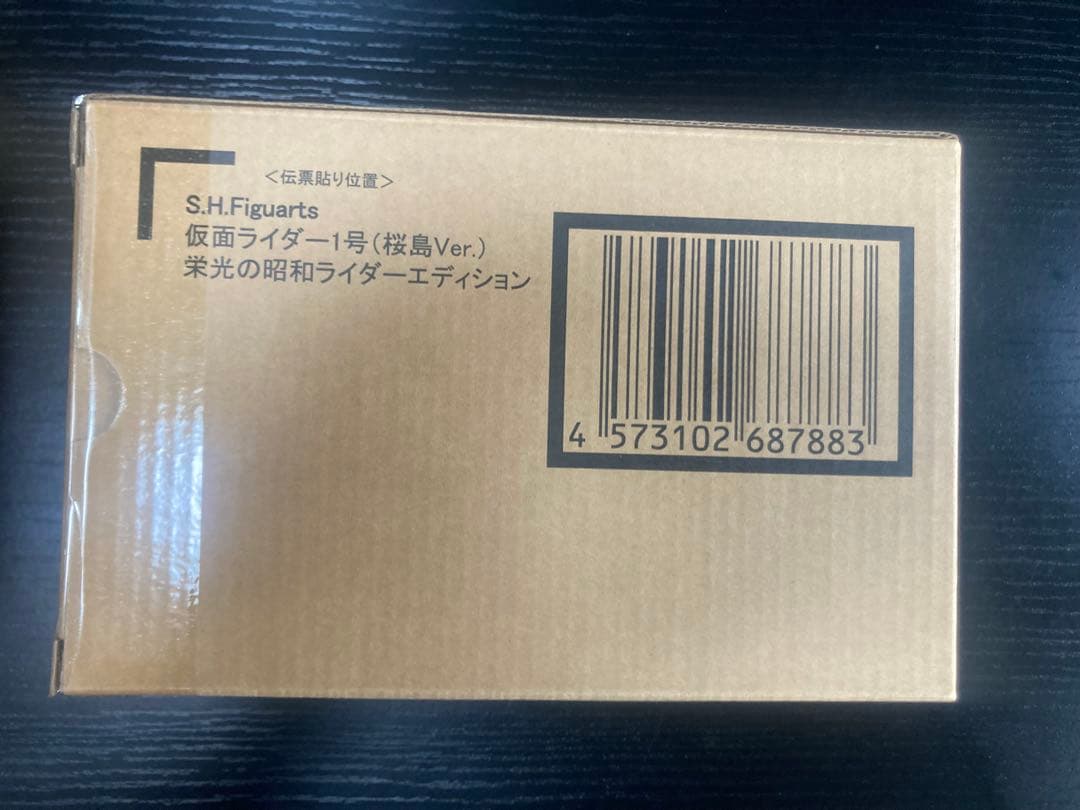 ＜伝票貼り位置＞
S.H.Figuarts
仮面ライダー1号（桜島Ver.）
栄光の昭和ライダーエディション
4 573102 687883